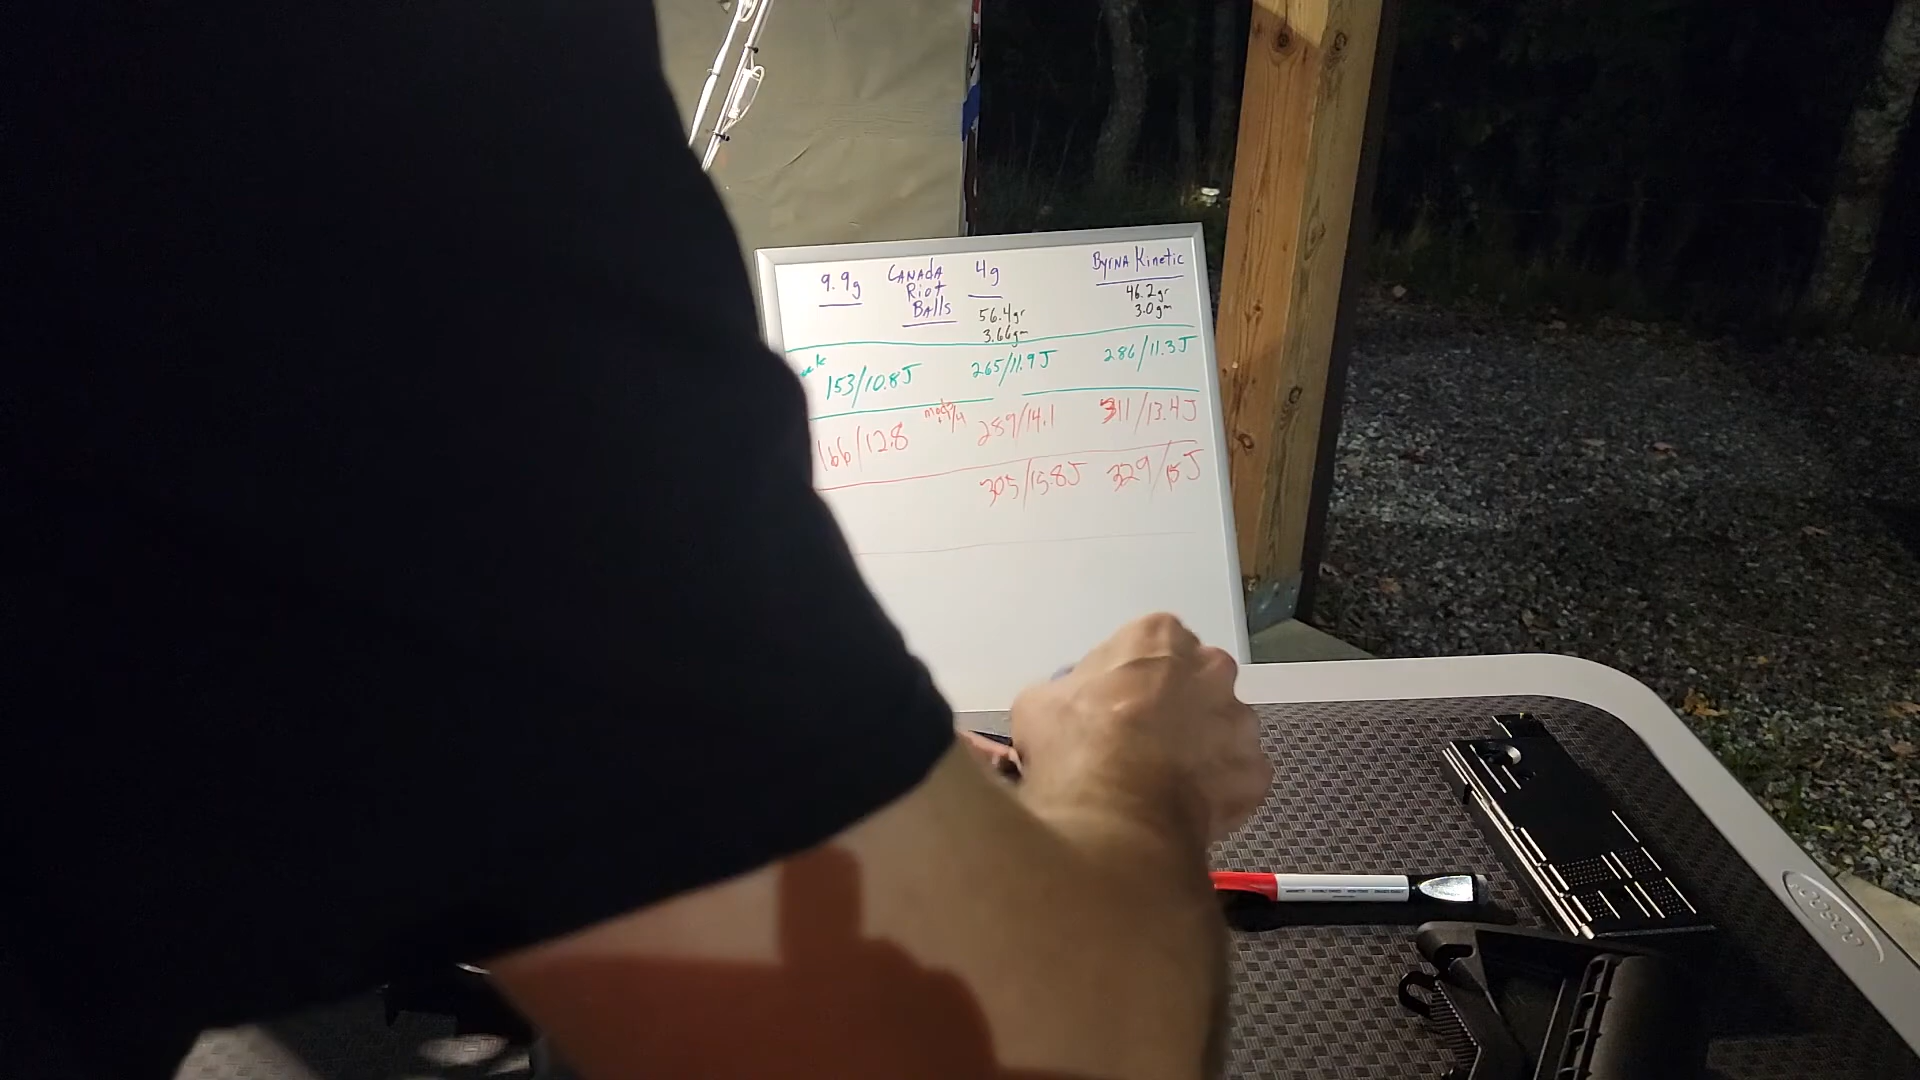 9.9g
CANAdA
Riot
BAlls
4g
56.4gr
3.66gm
ByrNA Kinetic
46.2gr
3.0gm
153/10.8J
265/11.9J
286/11.3J
166/12.8
289/14.1
311/13.4J
305/15.8J
329/15J
COSCO